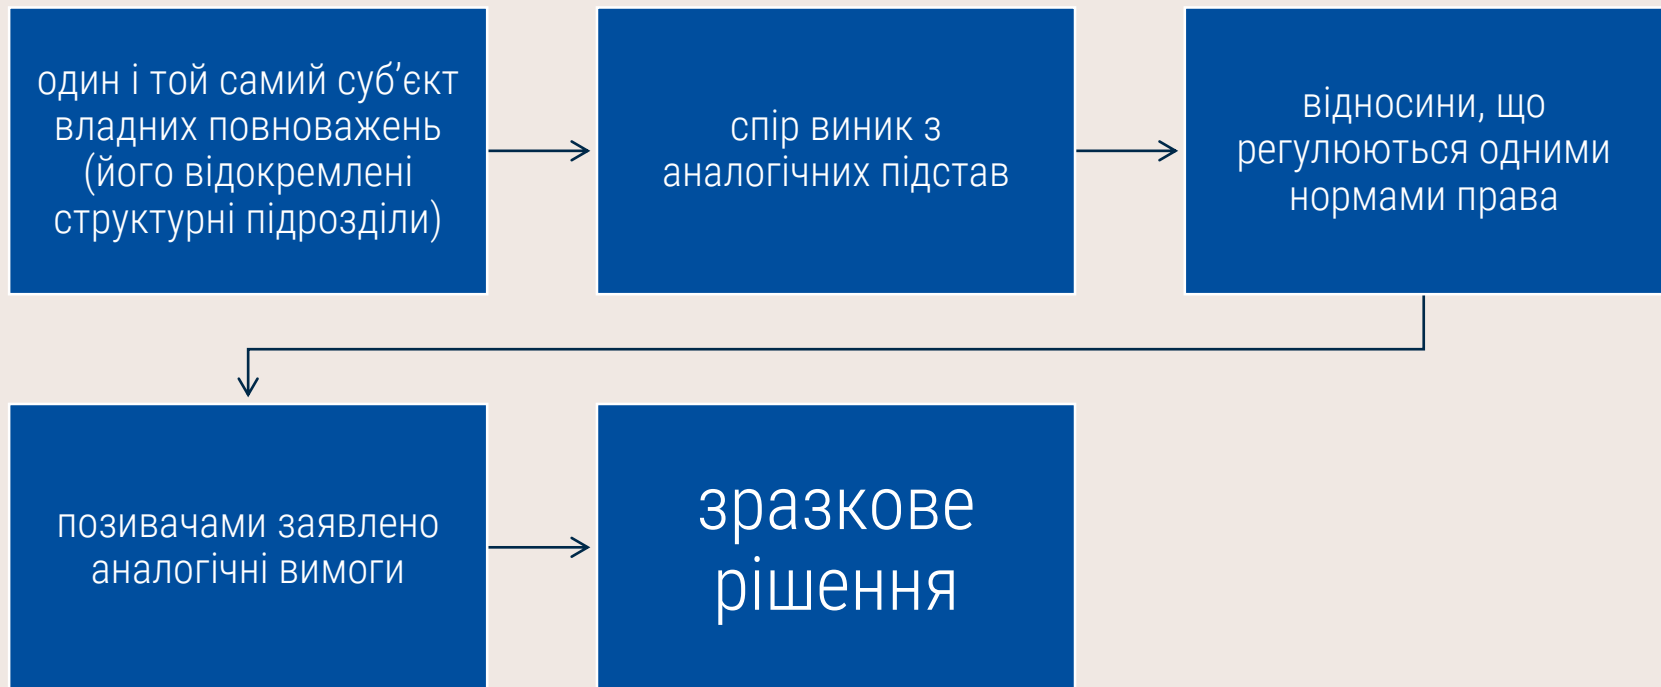 один і той самий суб’єкт
владних повноважень
(його відокремлені
структурні підрозділи)
спір виник з
аналогічних підстав
відносини, що
регулюються одними
нормами права
позивачами заявлено
аналогічні вимоги
зразкове
рішення